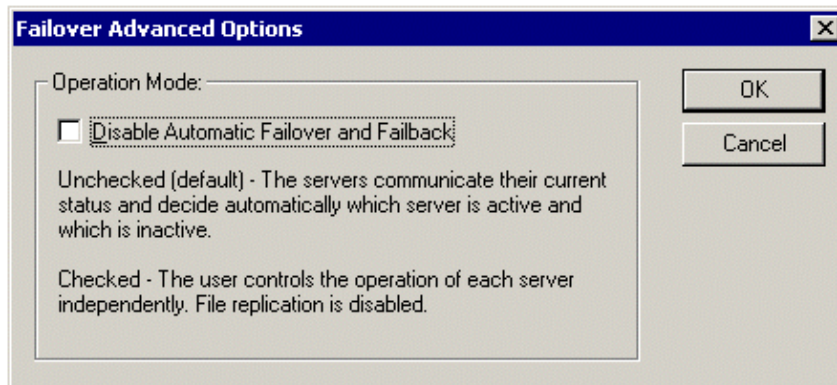 Failover Advanced Options
Operation Mode:
Disable Automatic Failover and Failback
Unchecked (default) - The servers communicate their current
status and decide automatically which server is active and
which is inactive.
Checked - The user controls the operation of each server
independently. File replication is disabled.
OK
Cancel